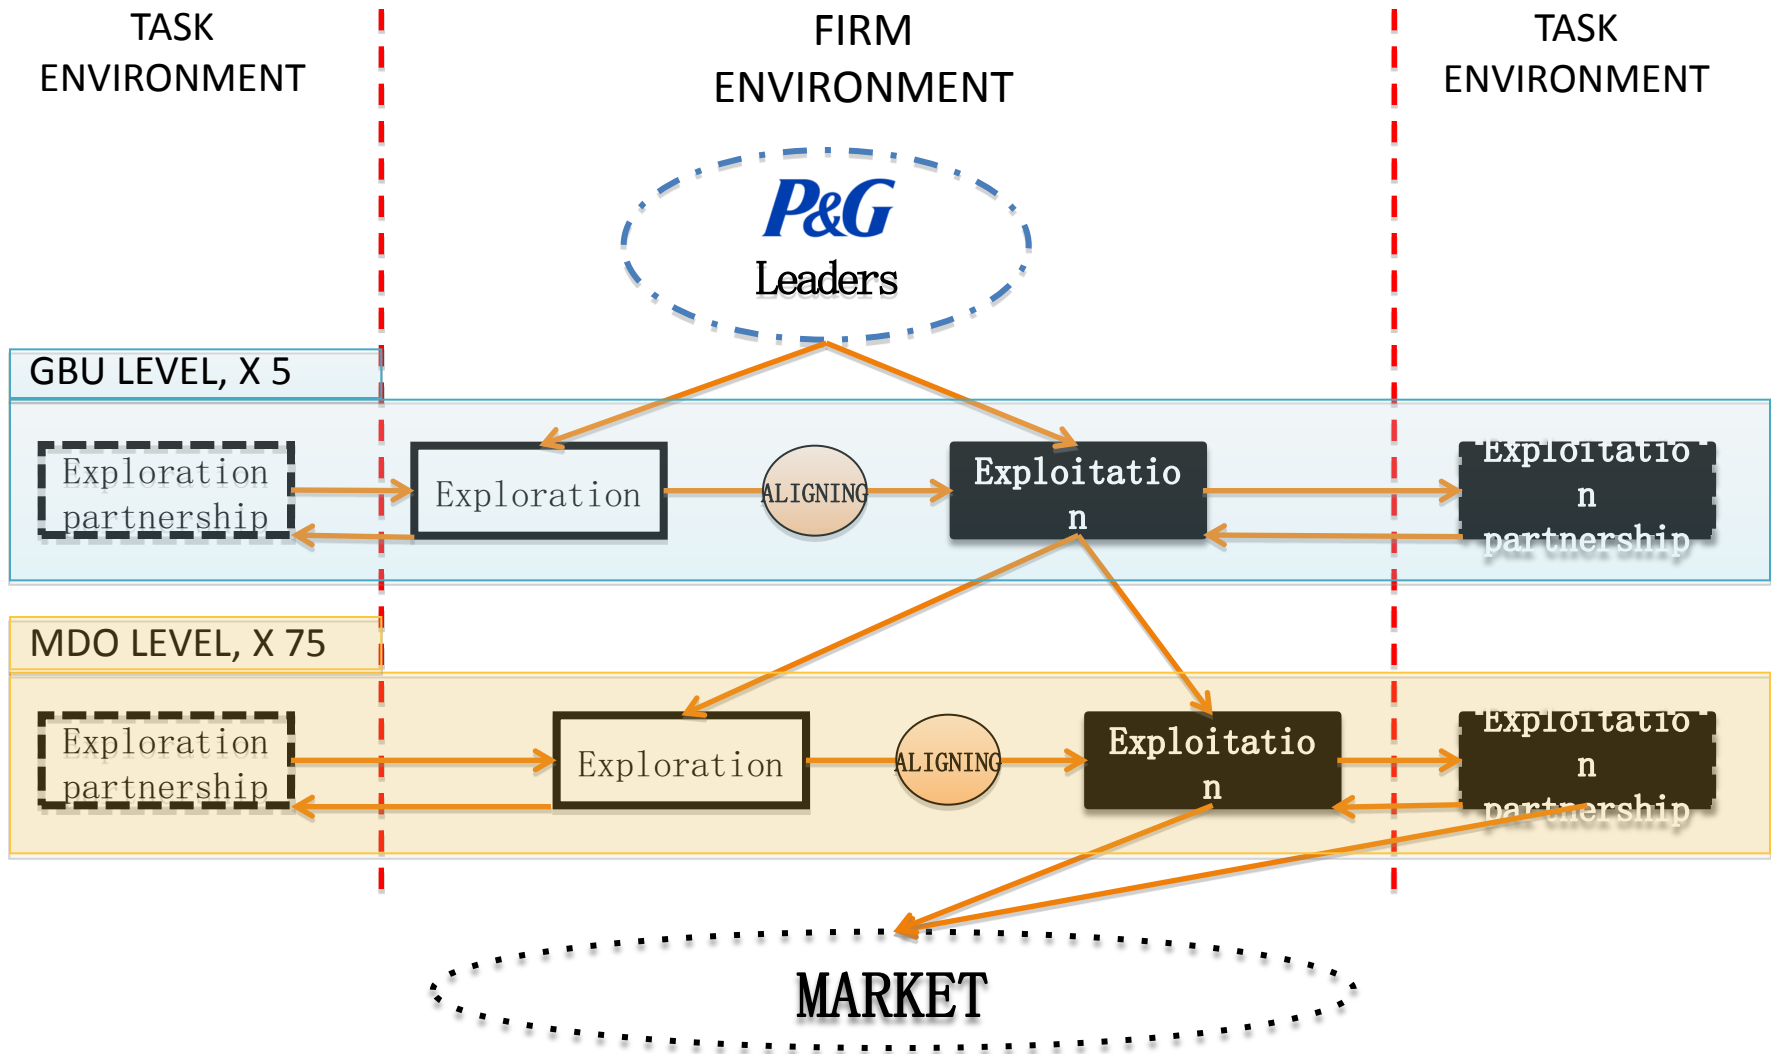 TASK
ENVIRONMENT
FIRM
ENVIRONMENT
TASK
ENVIRONMENT
P&G
Leaders
GBU LEVEL, X 5
Exploration
partnership
Exploration
ALIGNING
Exploitatio
n
Exploitatio
n
partnership
MDO LEVEL, X 75
Exploration
partnership
Exploration
ALIGNING
Exploitatio
n
Exploitatio
n
partnership
MARKET